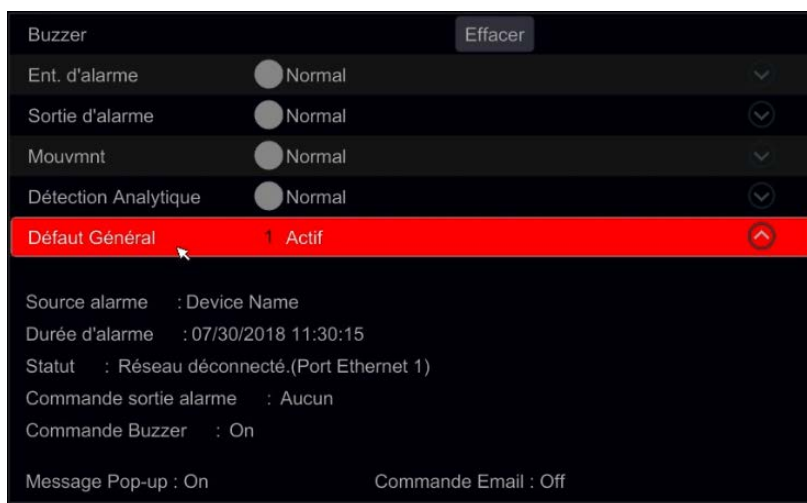 Buzzer Effacer
Ent. d'alarme Normal
Sortie d'alarme Normal
Mouvmnt Normal
Détection Analytique Normal
Défaut Général 1 Actif
Source alarme : Device Name
Durée d'alarme : 07/30/2018 11:30:15
Statut : Réseau déconnecté.(Port Ethernet 1)
Commande sortie alarme : Aucun
Commande Buzzer : On
Message Pop-up : On Commande Email : Off